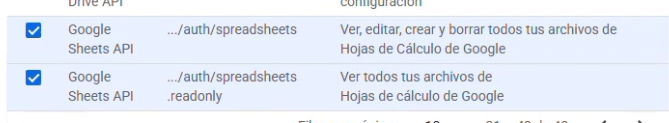 Drive API configuración
Google .../auth/spreadsheets Ver, editar, crear y borrar todos tus archivos de
Sheets API Hojas de Cálculo de Google
Google .../auth/spreadsheets Ver todos tus archivos de
Sheets API .readonly Hojas de cálculo de Google